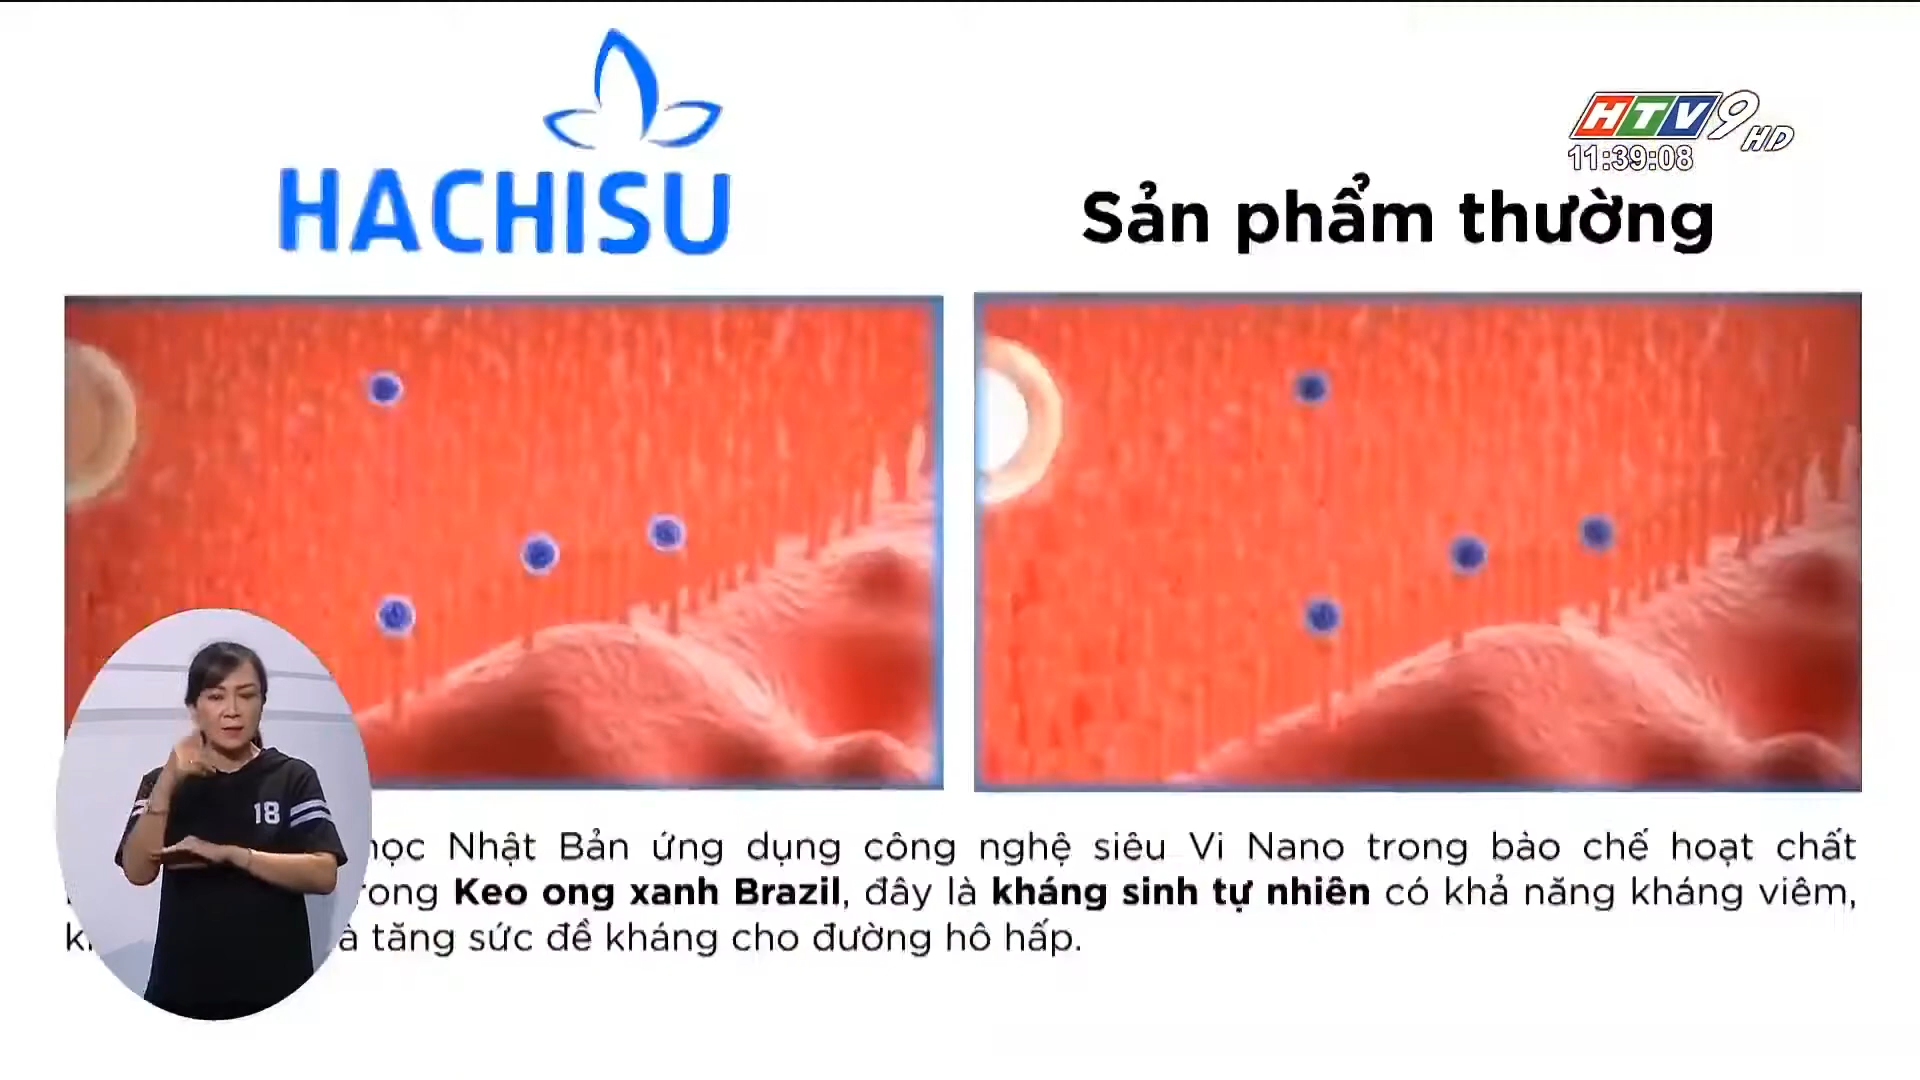 HTV9 HD
11:39:08
HACHISU
Sản phẩm thường
18
Nhật Bản ứng dụng công nghệ siêu Vi Nano trong bào chế hoạt chất
Keo ong xanh Brazil, đây là kháng sinh tự nhiên có khả năng kháng viêm,
tăng sức đề kháng cho đường hô hấp.